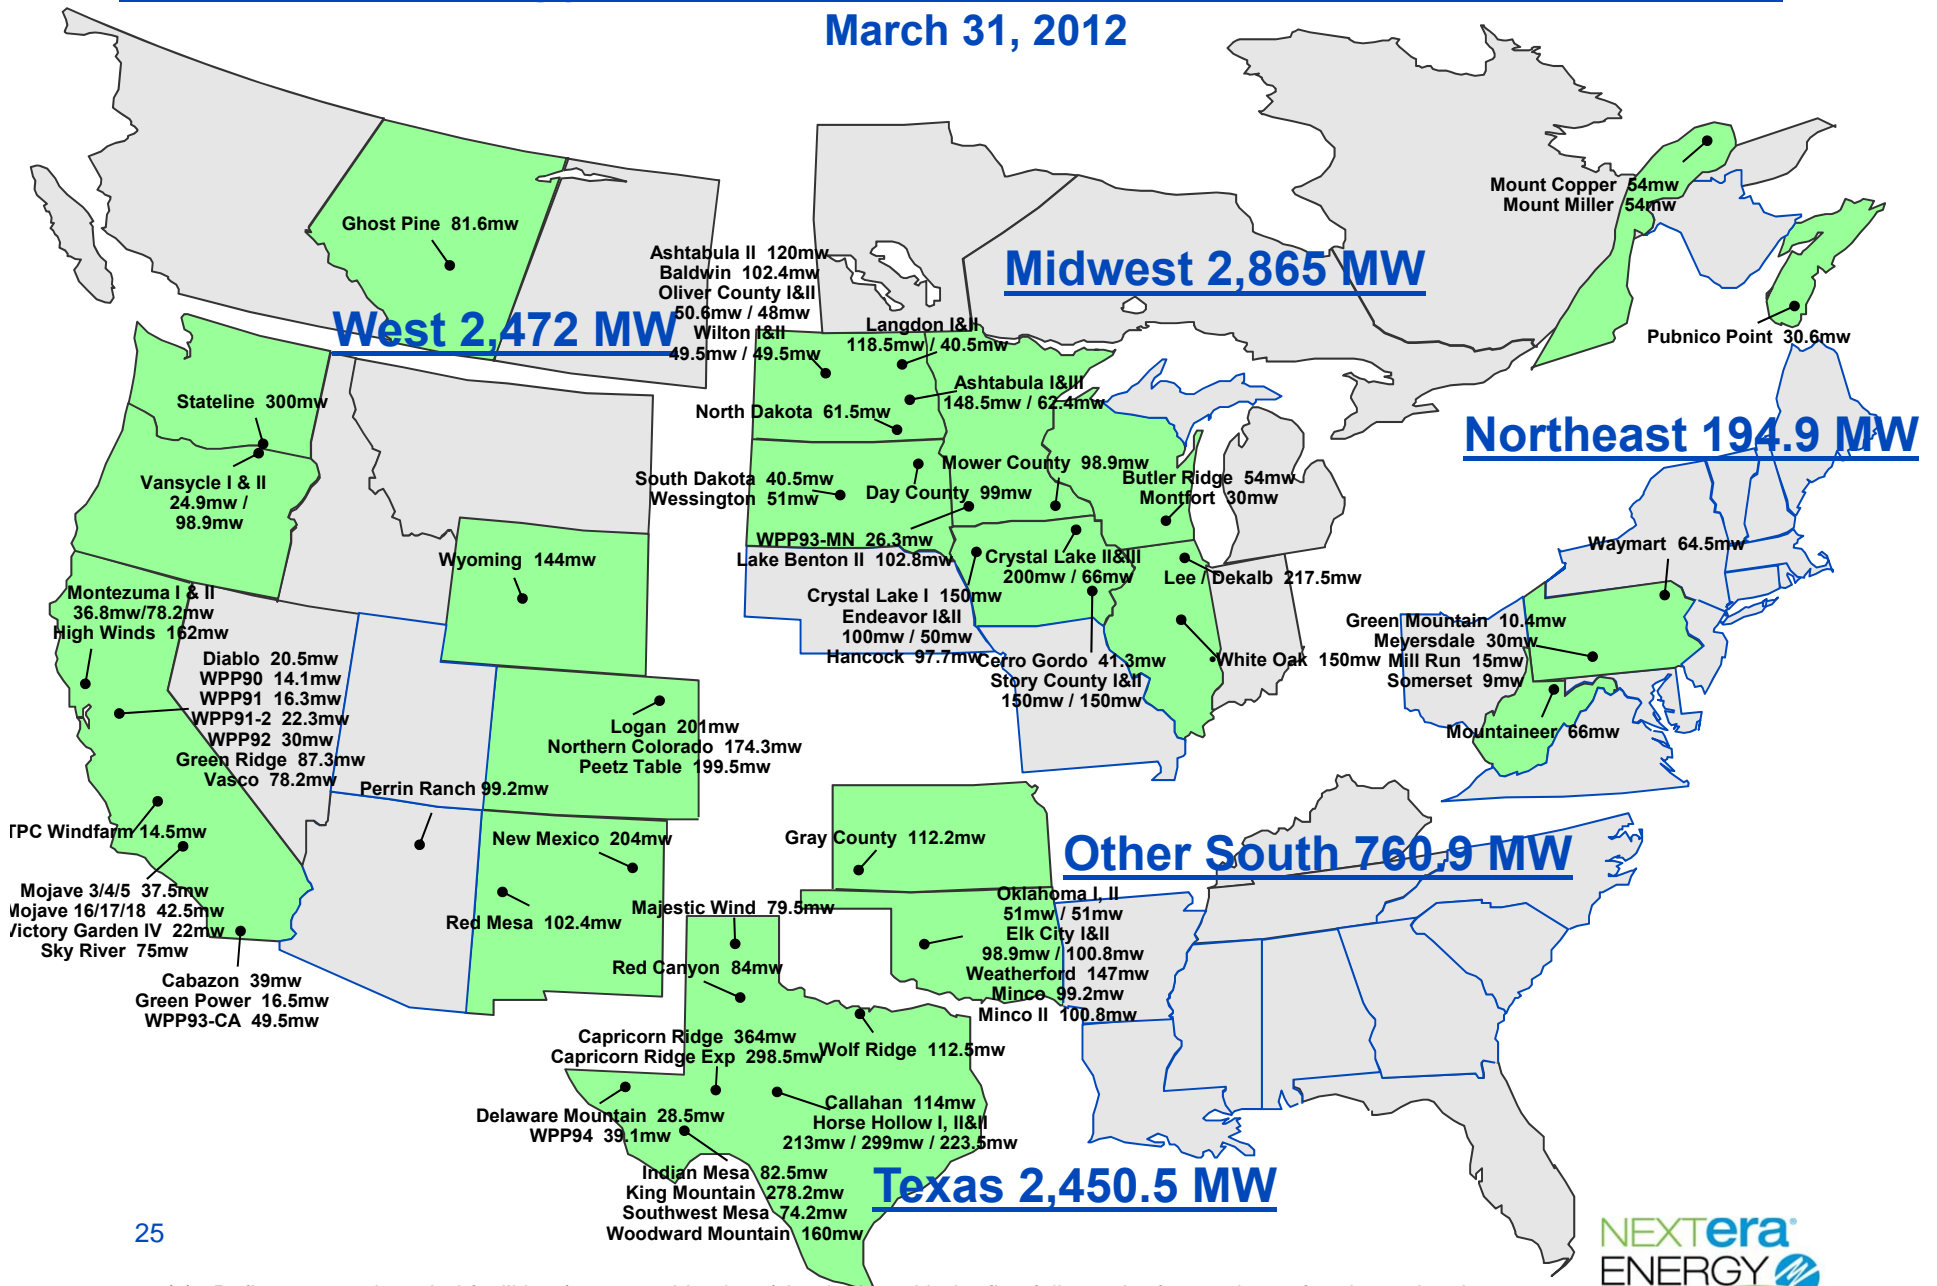 March 31, 2012
Mount Copper 54mw
Mount Miller 54mw
Ghost Pine 81.6mw
Ashtabula II 120mw
Baldwin 102.4mw
Oliver County I&II
50.6mw / 48mw
Wilton I&II
49.5mw / 49.5mw
Midwest 2,865 MW
West 2,472 MW
Langdon I&II
118.5mw / 40.5mw
Pubnico Point 30.6mw
Ashtabula I&III
148.5mw / 62.4mw
Stateline 300mw
North Dakota 61.5mw
Northeast 194.9 MW
Vansycle I & II
24.9mw /
98.9mw
South Dakota 40.5mw
Wessington 51mw
Mower County 98.9mw
Day County 99mw
Butler Ridge 54mw
Montfort 30mw
WPP93-MN 26.3mw
Lake Benton II 102.8mw
Waymart 64.5mw
Wyoming 144mw
Crystal Lake II&III
200mw / 66mw
Lee / Dekalb 217.5mw
Montezuma I & II
36.8mw/78.2mw
High Winds 162mw
Crystal Lake I 150mw
Endeavor I&II
100mw / 50mw
Hancock 97.7mw
Green Mountain 10.4mw
Meyersdale 30mw
Mill Run 15mw
Somerset 9mw
Diablo 20.5mw
WPP90 14.1mw
WPP91 16.3mw
WPP91-2 22.3mw
WPP92 30mw
Green Ridge 87.3mw
Vasco 78.2mw
Cerro Gordo 41.3mw
Story County I&II
150mw / 150mw
White Oak 150mw
Mountaineer 66mw
Logan 201mw
Northern Colorado 174.3mw
Peetz Table 199.5mw
Perrin Ranch 99.2mw
TPC Windfarm 14.5mw
New Mexico 204mw
Gray County 112.2mw
Other South 760.9 MW
Mojave 3/4/5 37.5mw
Mojave 16/17/18 42.5mw
Victory Garden IV 22mw
Sky River 75mw
Red Mesa 102.4mw
Majestic Wind 79.5mw
Oklahoma I, II
51mw / 51mw
Elk City I&II
98.9mw / 100.8mw
Weatherford 147mw
Minco 99.2mw
Minco II 100.8mw
Cabazon 39mw
Green Power 16.5mw
WPP93-CA 49.5mw
Red Canyon 84mw
Capricorn Ridge 364mw
Capricorn Ridge Exp 298.5mw
Wolf Ridge 112.5mw
Delaware Mountain 28.5mw
WPP94 39.1mw
Callahan 114mw
Horse Hollow I, II&II
213mw / 299mw / 223.5mw
Indian Mesa 82.5mw
King Mountain 278.2mw
Southwest Mesa 74.2mw
Woodward Mountain 160mw
Texas 2,450.5 MW
25
NEXTera®
ENERGY